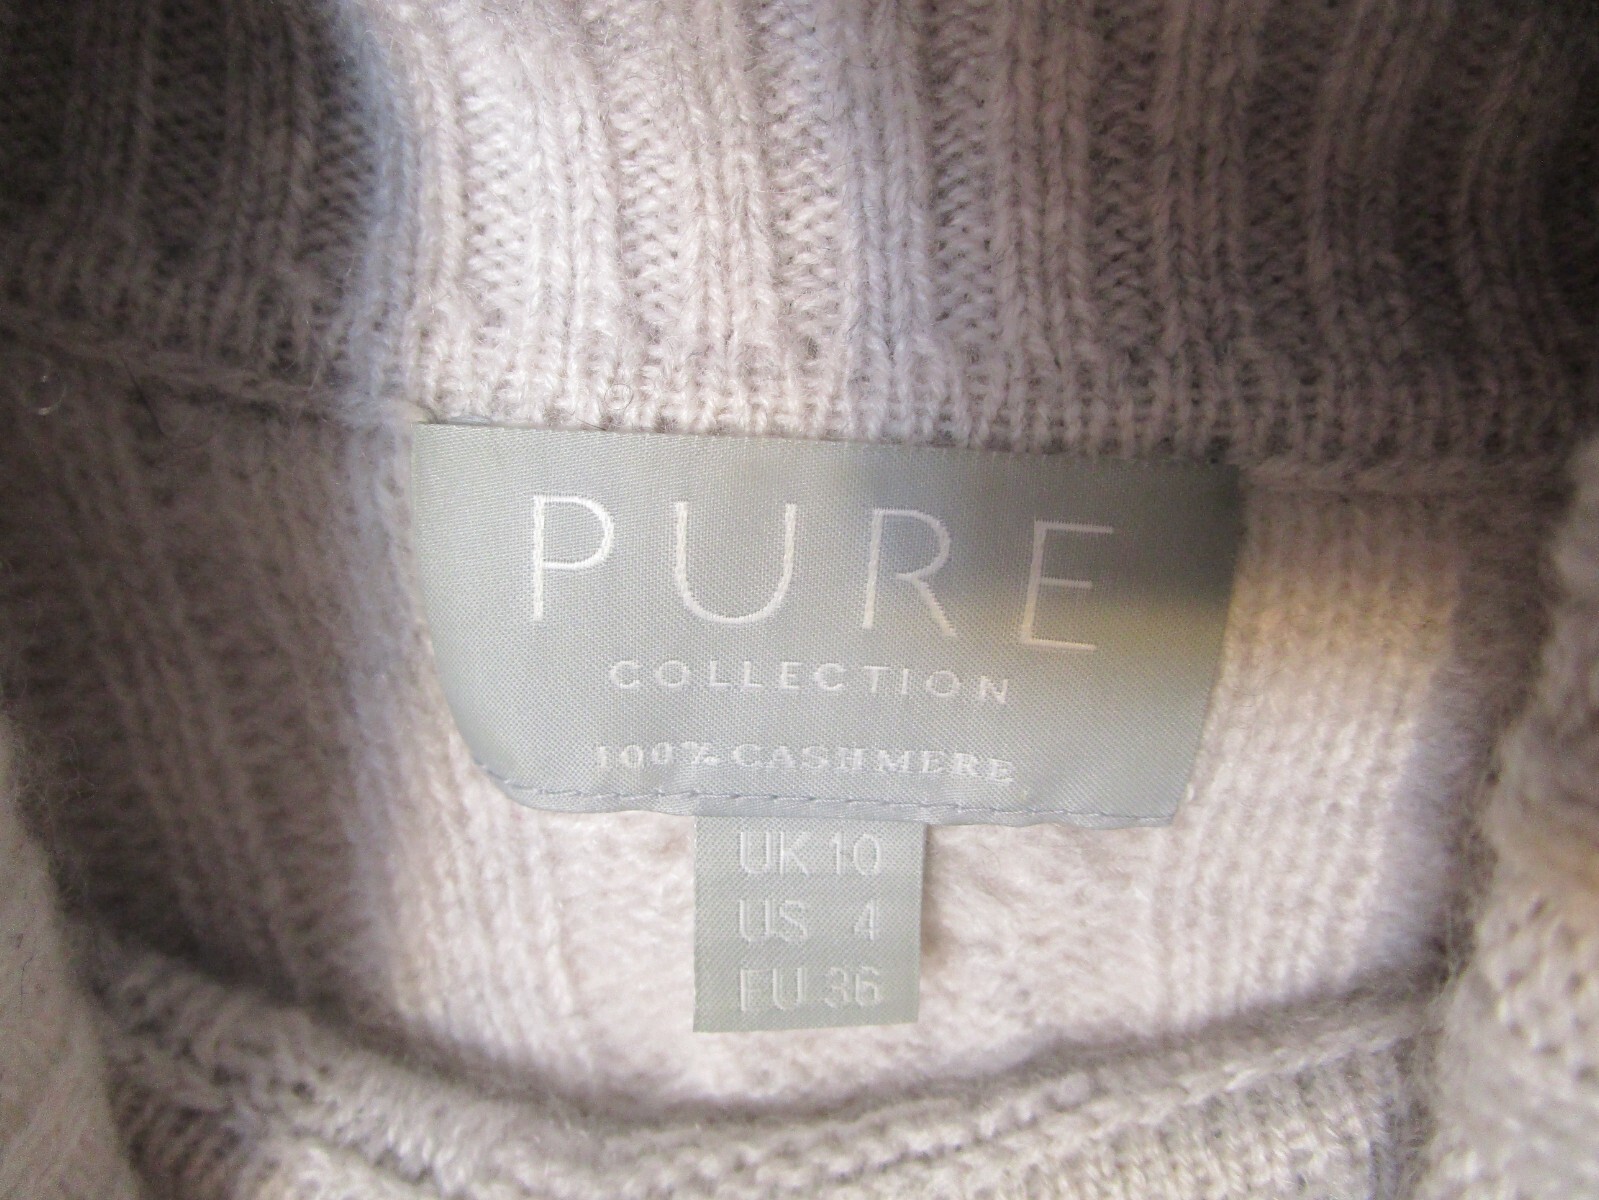 PURE
COLLECTION
100% CASHMERE
UK 10
US 4
EU 36